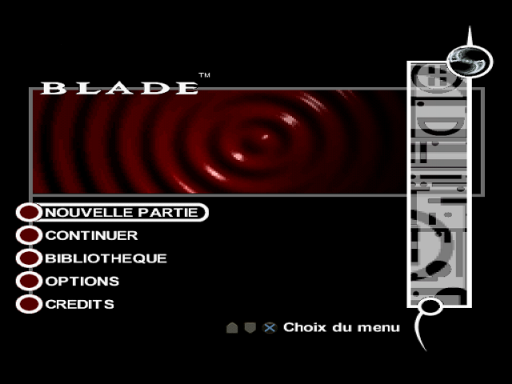 BLADE™
NOUVELLE PARTIE
CONTINUER
BIBLIOTHEQUE
OPTIONS
CREDITS
Choix du menu